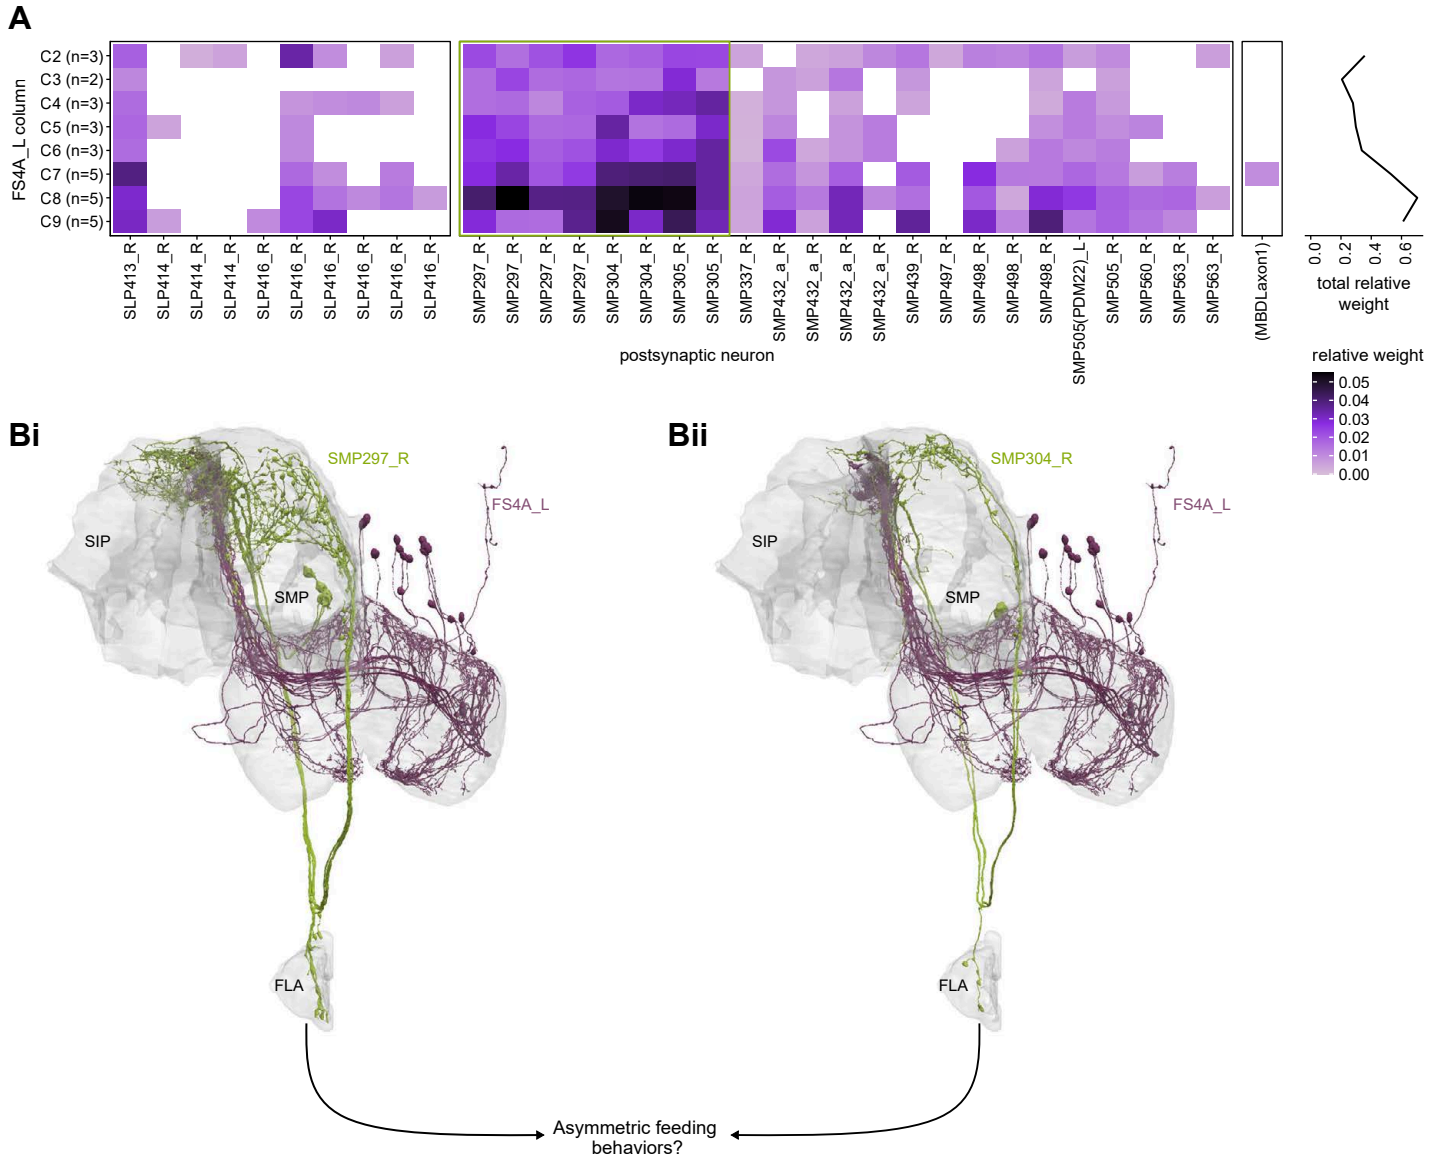 A
FS4A_L column
C2 (n=3)
C3 (n=2)
C4 (n=3)
C5 (n=3)
C6 (n=3)
C7 (n=5)
C8 (n=5)
C9 (n=5)
SLP413_R
SLP414_R
SLP414_R
SLP414_R
SLP416_R
SLP416_R
SLP416_R
SLP416_R
SLP416_R
SLP416_R
SMP297_R
SMP297_R
SMP297_R
SMP297_R
SMP304_R
SMP304_R
SMP305_R
SMP305_R
SMP337_R
SMP432_a_R
SMP432_a_R
SMP432_a_R
SMP432_a_R
SMP439_R
SMP497_R
SMP498_R
SMP498_R
SMP498_R
SMP505(PDM22)_L
SMP505_R
SMP560_R
SMP563_R
SMP563_R
(MBDLaxon1)
postsynaptic neuron
0.0
0.2
0.4
0.6
total relative
weight
relative weight
0.05
0.04
0.03
0.02
0.01
0.00
Bi
SMP297_R
FS4A_L
SIP
SMP
FLA
Bii
SMP304_R
FS4A_L
SIP
SMP
FLA
Asymmetric feeding
behaviors?